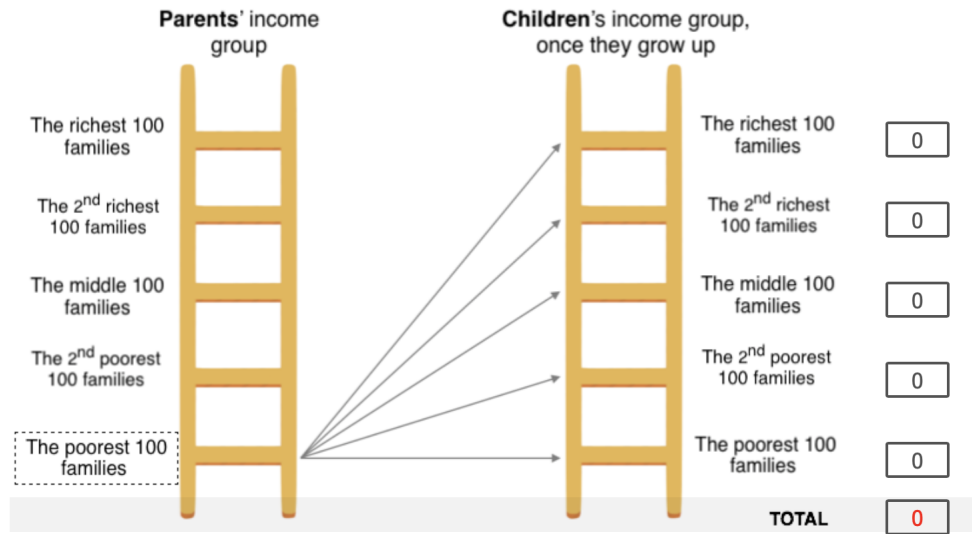 Parents' income
group
The richest 100
families
The 2nd richest
100 families
The middle 100
families
The 2nd poorest
100 families
The poorest 100
families
Children's income group,
once they grow up
The richest 100
families
0
The 2nd richest
100 families
0
The middle 100
families
0
The 2nd poorest
100 families
0
The poorest 100
families
0
TOTAL
0